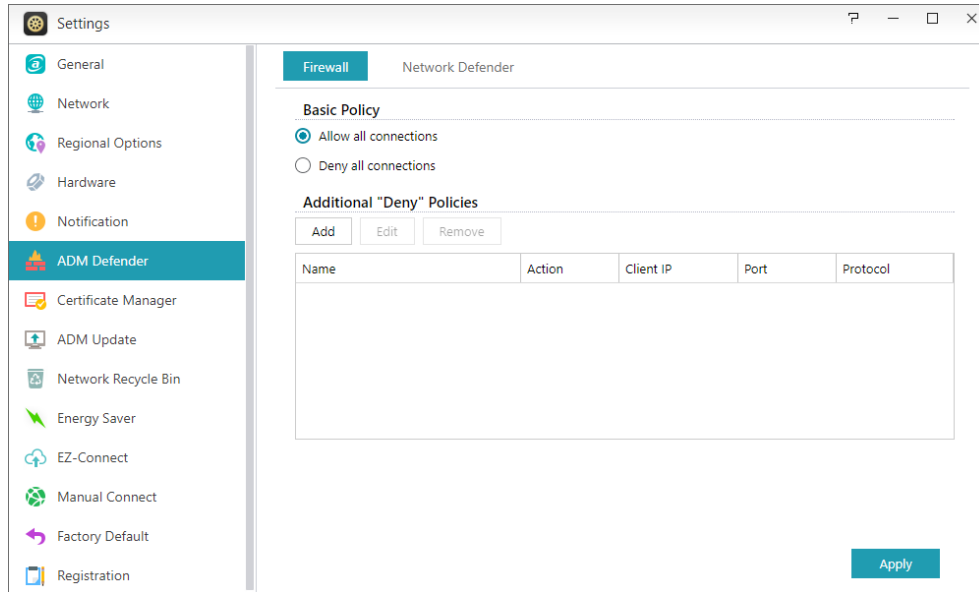 Settings
General
Network
Regional Options
Hardware
Notification
ADM Defender
Certificate Manager
ADM Update
Network Recycle Bin
Energy Saver
EZ-Connect
Manual Connect
Factory Default
Registration
Firewall Network Defender
Basic Policy
Allow all connections
Deny all connections
Additional "Deny" Policies
Add Edit Remove
Name Action Client IP Port Protocol
Apply